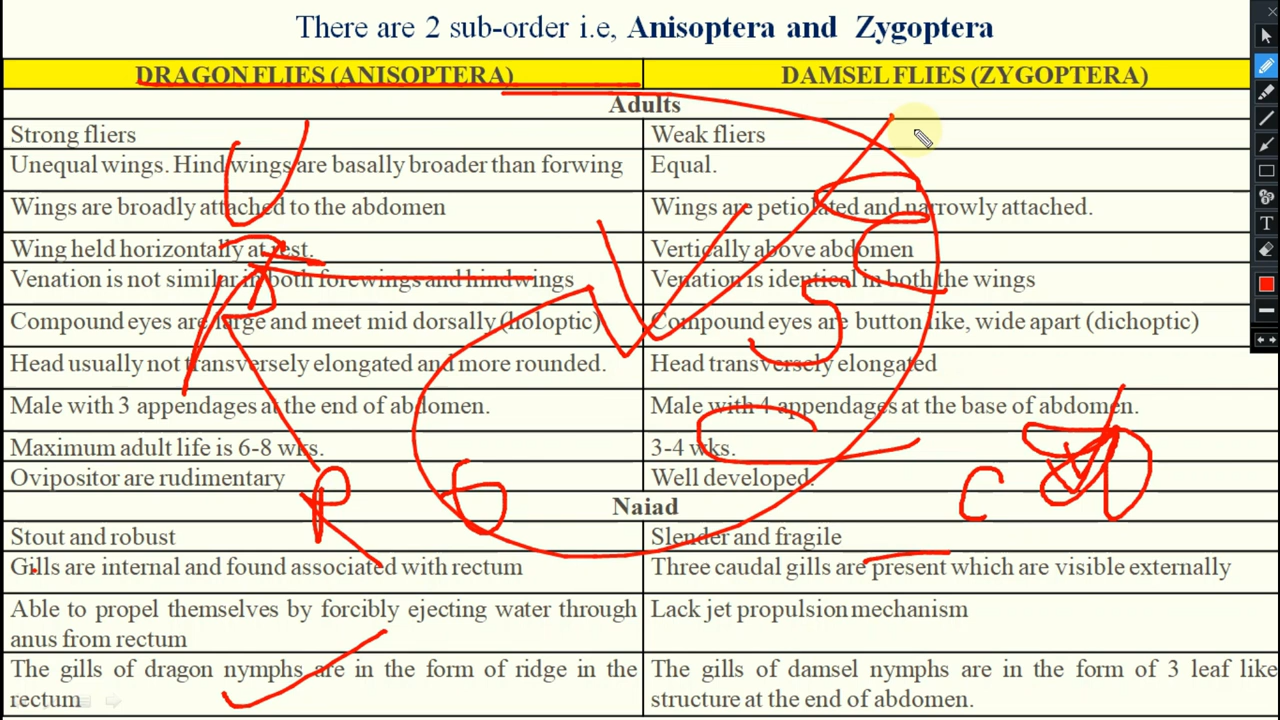 There are 2 sub-order i.e, Anisoptera and Zygoptera
DRAGON FLIES (ANISOPTERA) DAMSEL FLIES (ZYGOPTERA)
Adults
Strong fliers Weak fliers
Unequal wings. Hind wings are basally broader than forwing Equal.
Wings are broadly attached to the abdomen Wings are petiolated and narrowly attached.
Wing held horizontally at rest. Vertically above abdomen
Venation is not similar in both forewings and hindwings Venation is identical in both the wings
Compound eyes are large and meet mid dorsally (holoptic) Compound eyes are button like, wide apart (dichoptic)
Head usually not transversely elongated and more rounded. Head transversely elongated
Male with 3 appendages at the end of abdomen. Male with 4 appendages at the base of abdomen.
Maximum adult life is 6-8 wks. 3-4 wks.
Ovipositor are rudimentary Well developed.
Naiad
Stout and robust Slender and fragile
Gills are internal and found associated with rectum Three caudal gills are present which are visible externally
Able to propel themselves by forcibly ejecting water through Lack jet propulsion mechanism
anus from rectum
The gills of dragon nymphs are in the form of ridge in the The gills of damsel nymphs are in the form of 3 leaf like
rectum structure at the end of abdomen.